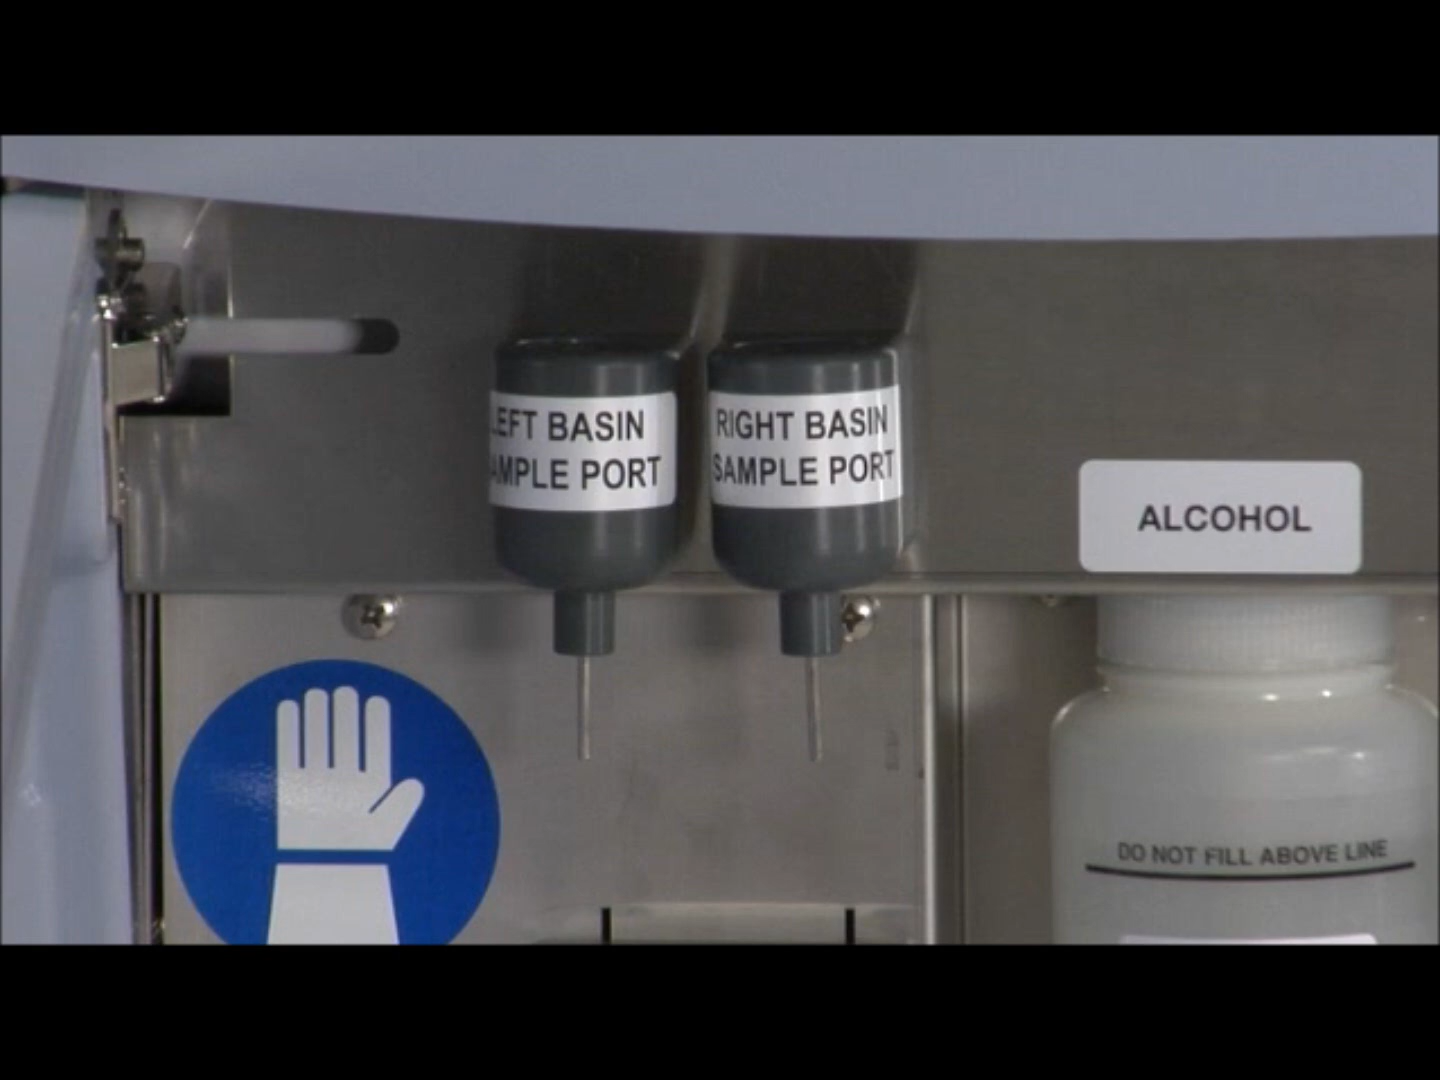 LEFT BASIN
SAMPLE PORT
RIGHT BASIN
SAMPLE PORT
ALCOHOL
DO NOT FILL ABOVE LINE